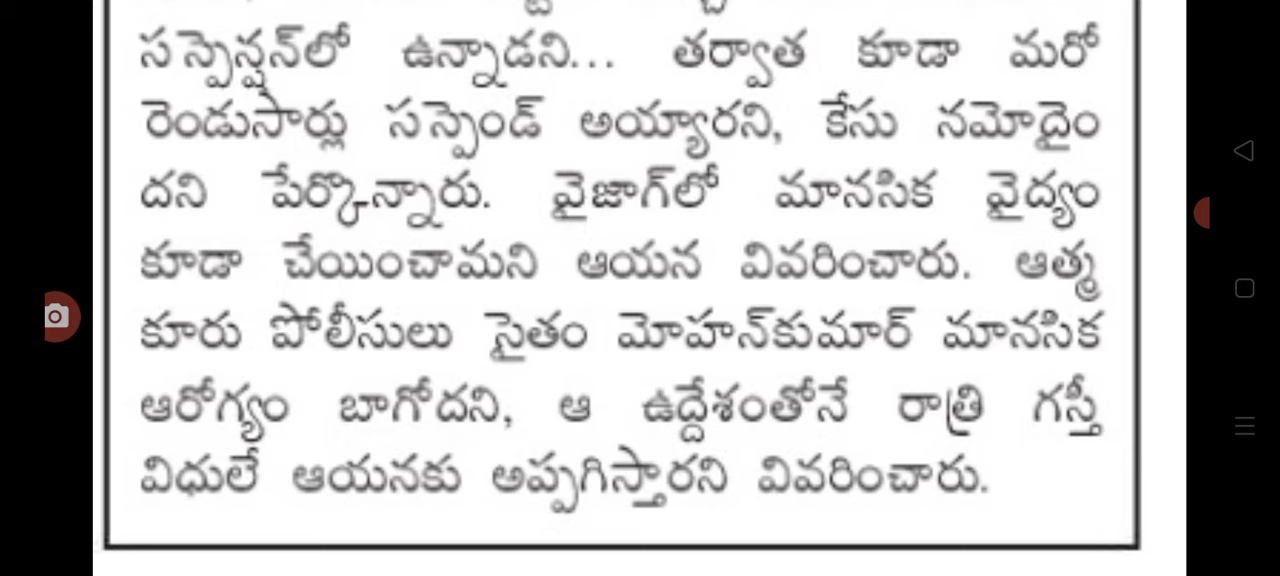 సస్పెన్షన్‌లో ఉన్నాడని... తర్వాత కూడా మరో
రెండుసార్లు సస్పెండ్ అయ్యారని, కేసు నమోదైం
దని పేర్కొన్నారు. వైజాగ్‌లో మానసిక వైద్యం
కూడా చేయించామని ఆయన వివరించారు. ఆత్మ
కూరు పోలీసులు సైతం మోహన్‌కుమార్ మానసిక
ఆరోగ్యం బాగోదని, ఆ ఉద్దేశంతోనే రాత్రి గస్తీ
విధులే ఆయనకు అప్పగిస్తారని వివరించారు.